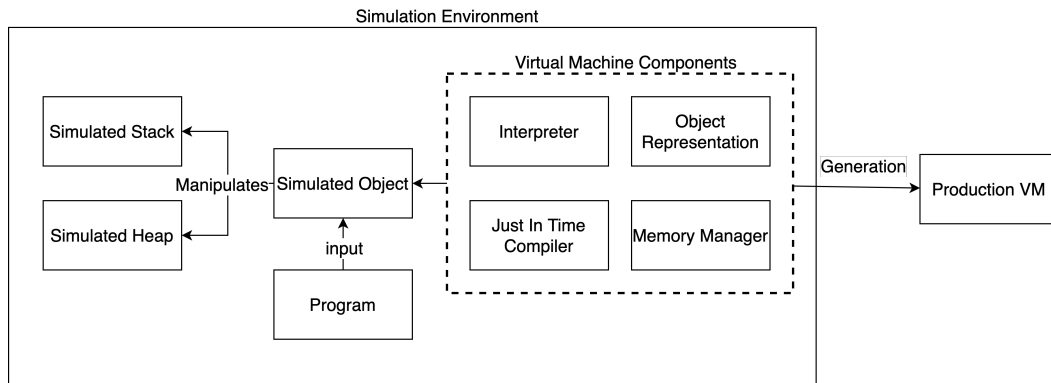 Simulation Environment
Virtual Machine Components
Simulated Stack
Interpreter
Object
Representation
Generation
Manipulates
Simulated Object
Production VM
Simulated Heap
Just In Time
Compiler
Memory Manager
input
Program